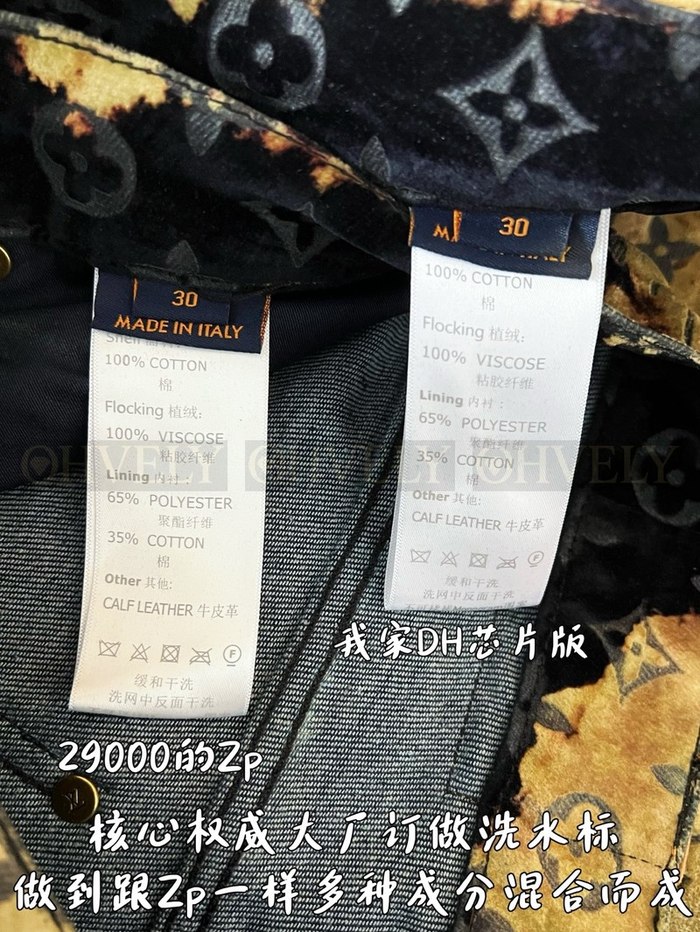 30
MADE IN ITALY
100% COTTON
棉
Flocking 植绒:
100% VISCOSE
粘胶纤维
Lining 内衬:
65% POLYESTER
聚酯纤维
35% COTTON
棉
Other 其他:
CALF LEATHER 牛皮革
缓和干洗
洗网中反面干洗
30
100% COTTON
棉
Flocking 植绒:
100% VISCOSE
粘胶纤维
Lining 内衬:
65% POLYESTER
聚酯纤维
35% COTTON
棉
Other 其他:
CALF LEATHER 牛皮革
缓和干洗
洗网中反面干洗
OHVELY
OHVELY
我家DH芯片版
29000的Zp
核心权威大厂订做洗水标
做到跟Zp一样多种成分混合而成